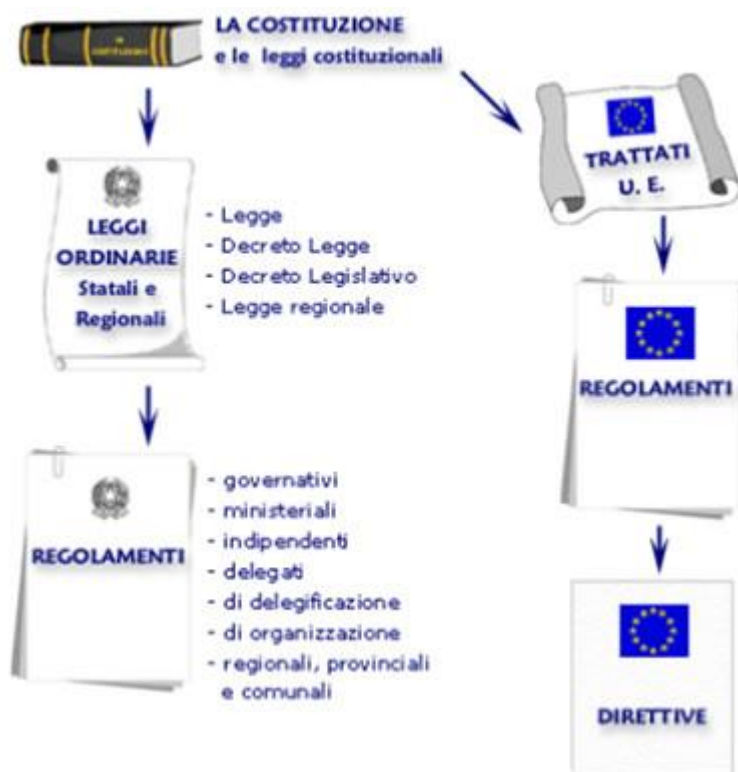 LA COSTITUZIONE
e le leggi costituzionali
TRATTATI
U. E.
LEGGI
ORDINARIE
Statali e
Regionali
- Legge
- Decreto Legge
- Decreto Legislativo
- Legge regionale
REGOLAMENTI
REGOLAMENTI
- governativi
- ministeriali
- indipendenti
- delegati
- di delegificazione
- di organizzazione
- regionali, provinciali
e comunali
DIRETTIVE